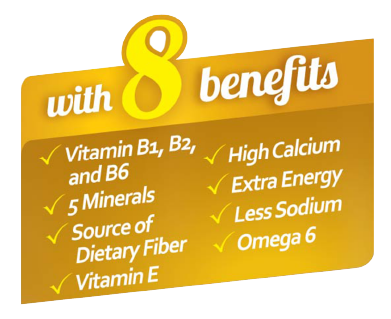 with 8 benefits
Vitamin B1, B2,
and B6
5 Minerals
Source of
Dietary Fiber
Vitamin E
High Calcium
Extra Energy
Less Sodium
Omega 6